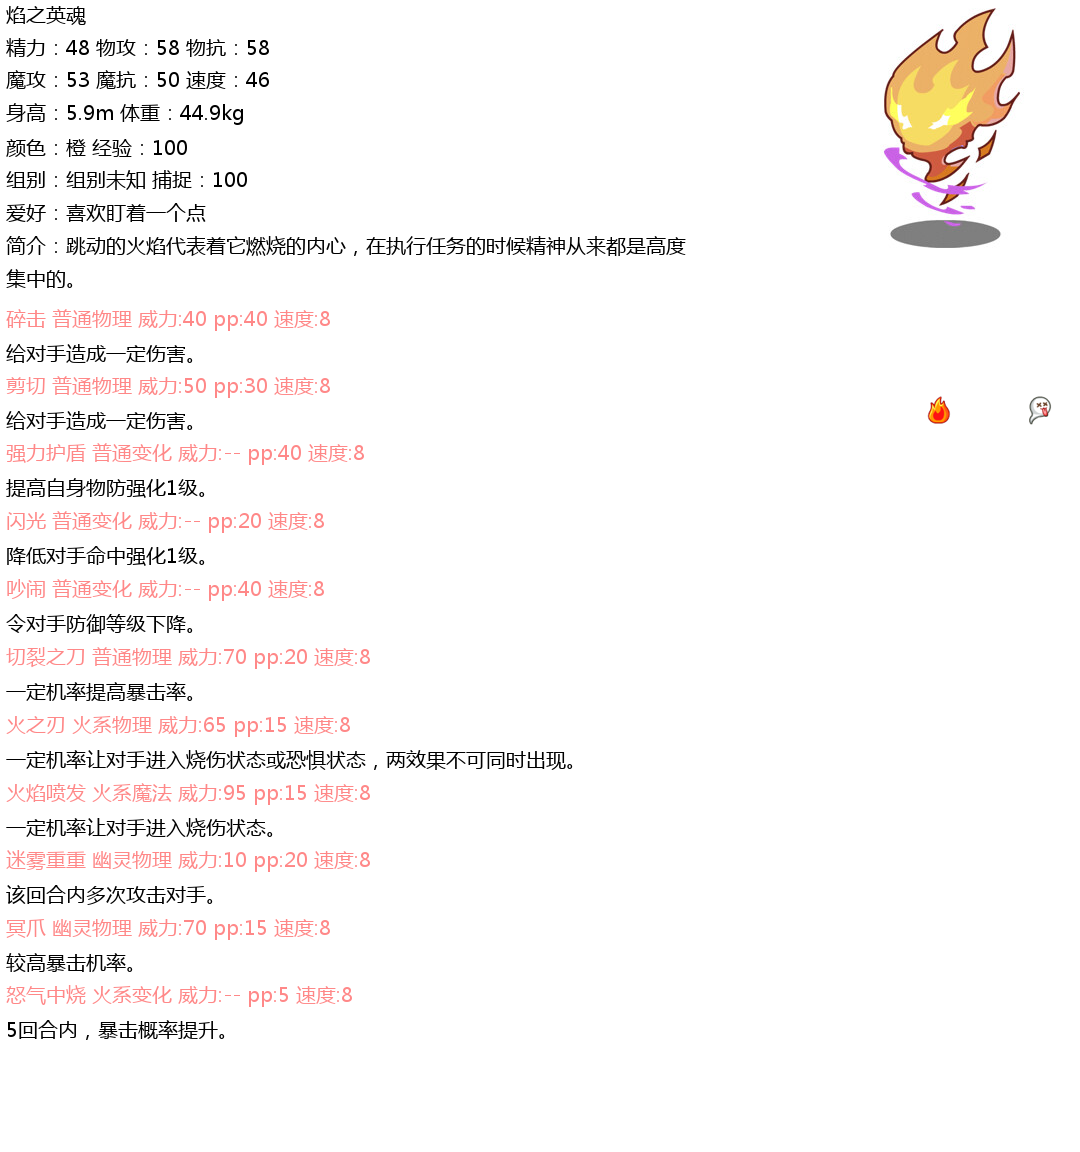 焰之英魂
精力：48 物攻：58 物抗：58
魔攻：53 魔抗：50 速度：46
身高：5.9m 体重：44.9kg
颜色：橙 经验：100
组别：组别未知 捕捉：100
爱好：喜欢盯着一个点
简介：跳动的火焰代表着它燃烧的内心，在执行任务的时候精神从来都是高度
集中的。
碎击 普通物理 威力:40 pp:40 速度:8
给对手造成一定伤害。
剪切 普通物理 威力:50 pp:30 速度:8
给对手造成一定伤害。
强力护盾 普通变化 威力:-- pp:40 速度:8
提高自身物防强化1级。
闪光 普通变化 威力:-- pp:20 速度:8
降低对手命中强化1级。
吵闹 普通变化 威力:-- pp:40 速度:8
令对手防御等级下降。
切裂之刀 普通物理 威力:70 pp:20 速度:8
一定机率提高暴击率。
火之刃 火系物理 威力:65 pp:15 速度:8
一定机率让对手进入烧伤状态或恐惧状态，两效果不可同时出现。
火焰喷发 火系魔法 威力:95 pp:15 速度:8
一定机率让对手进入烧伤状态。
迷雾重重 幽灵物理 威力:10 pp:20 速度:8
该回合内多次攻击对手。
冥爪 幽灵物理 威力:70 pp:15 速度:8
较高暴击机率。
怒气中烧 火系变化 威力:-- pp:5 速度:8
5回合内，暴击概率提升。